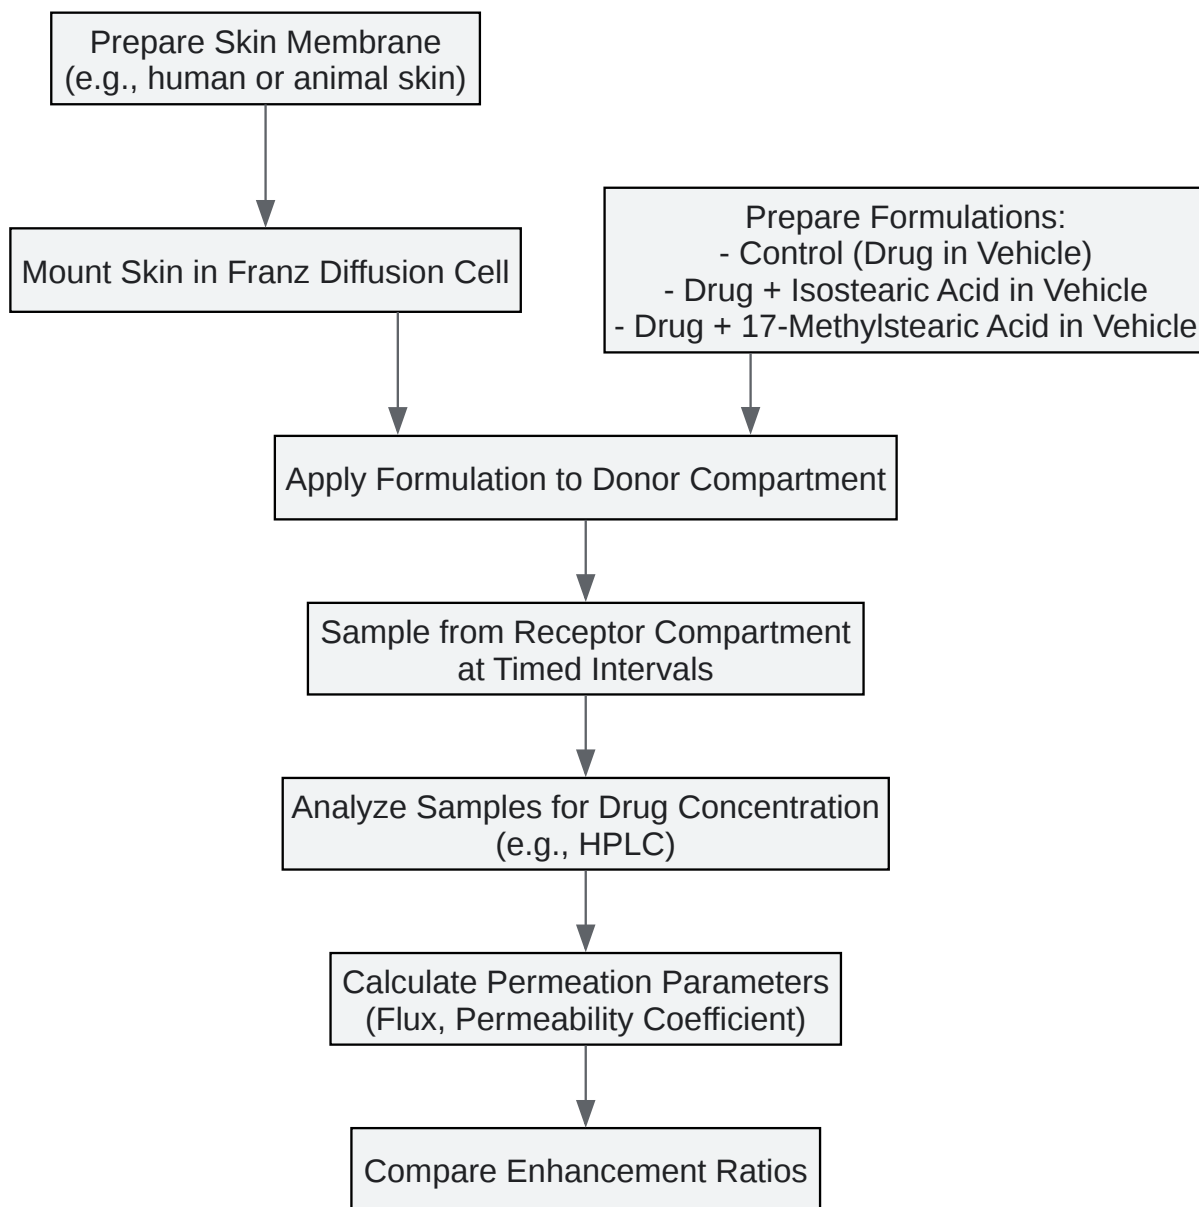 Prepare Skin Membrane
(e.g., human or animal skin)
Prepare Formulations:
- Control (Drug in Vehicle)
- Drug + Isostearic Acid in Vehicle
- Drug + 17-Methylstearic Acid in Vehicle
Mount Skin in Franz Diffusion Cell
Apply Formulation to Donor Compartment
Sample from Receptor Compartment
at Timed Intervals
Analyze Samples for Drug Concentration
(e.g., HPLC)
Calculate Permeation Parameters
(Flux, Permeability Coefficient)
Compare Enhancement Ratios